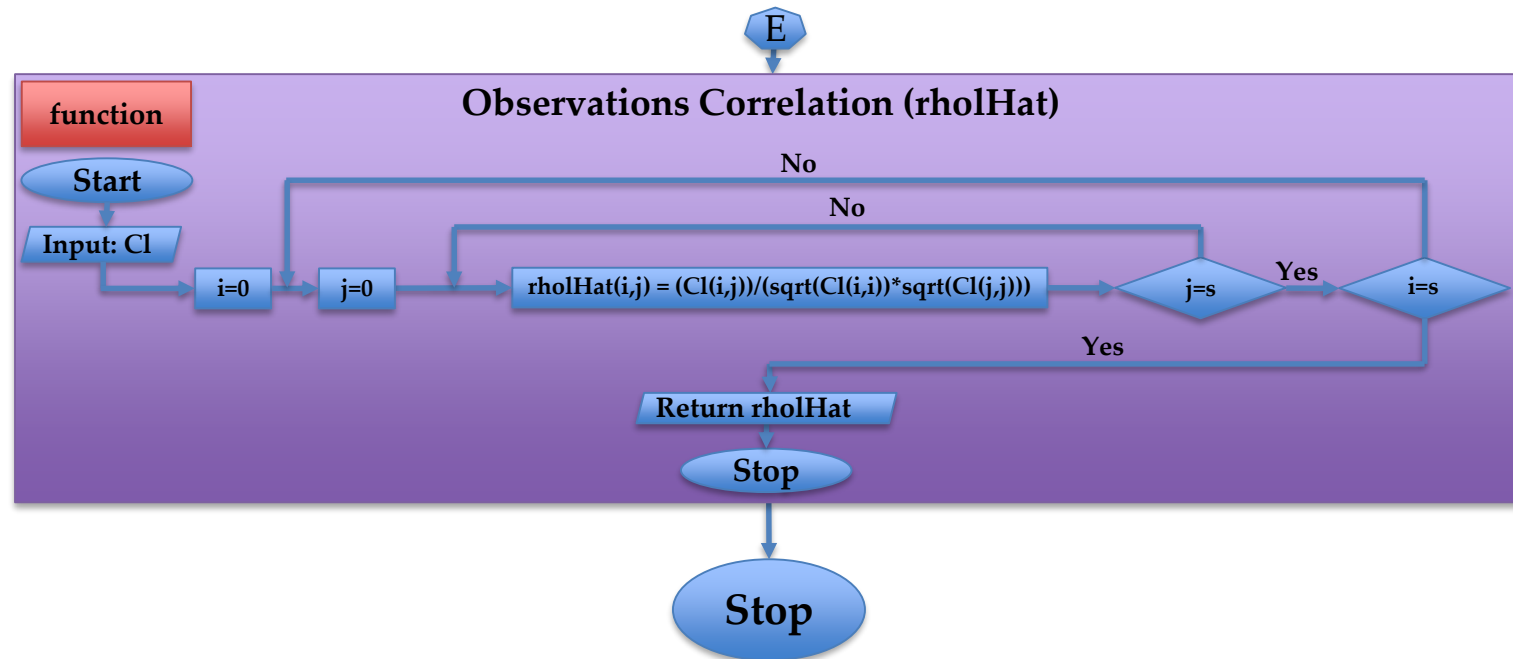 E
function
Observations Correlation (rholHat)
Start
No
No
Input: Cl
i=0
j=0
rholHat(i,j) = (Cl(i,j))/(sqrt(Cl(i,i))*sqrt(Cl(j,j)))
j=s
Yes
i=s
Yes
Return rholHat
Stop
Stop